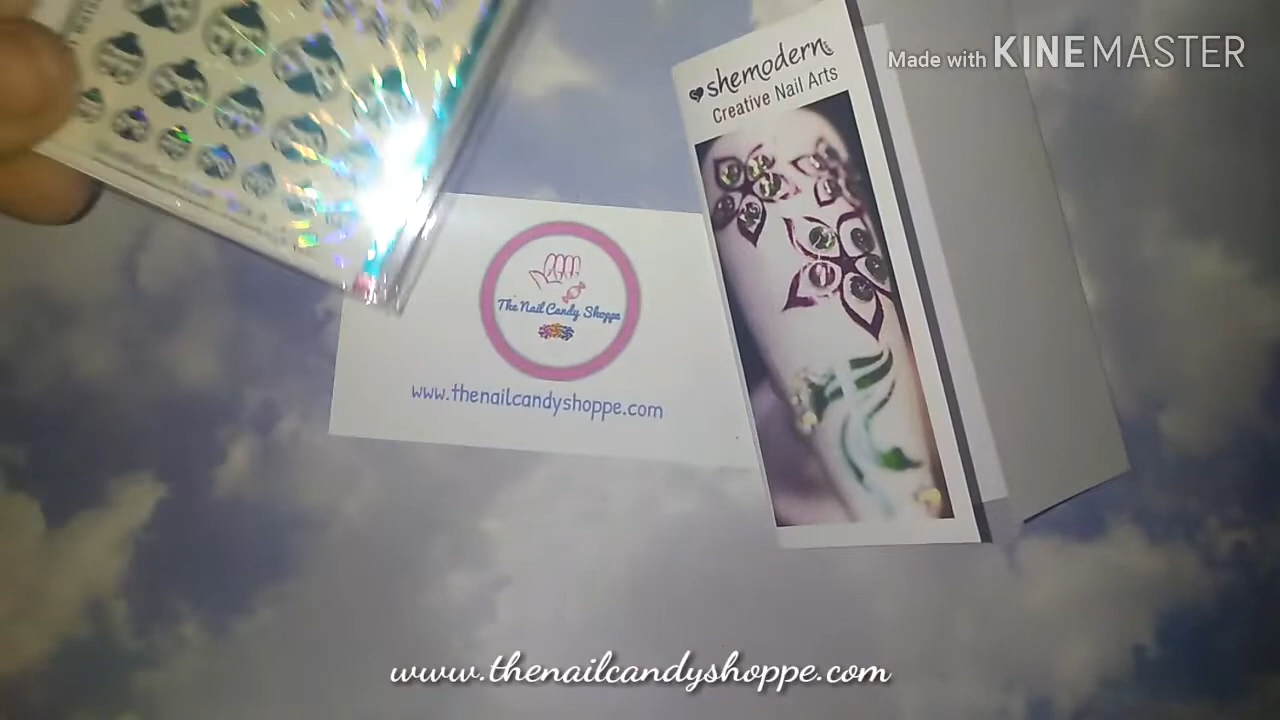 Made with KINEMASTER
shemodern
Creative Nail Arts
The Nail Candy Shoppe
www.thenailcandyshoppe.com
www.thenailcandyshoppe.com